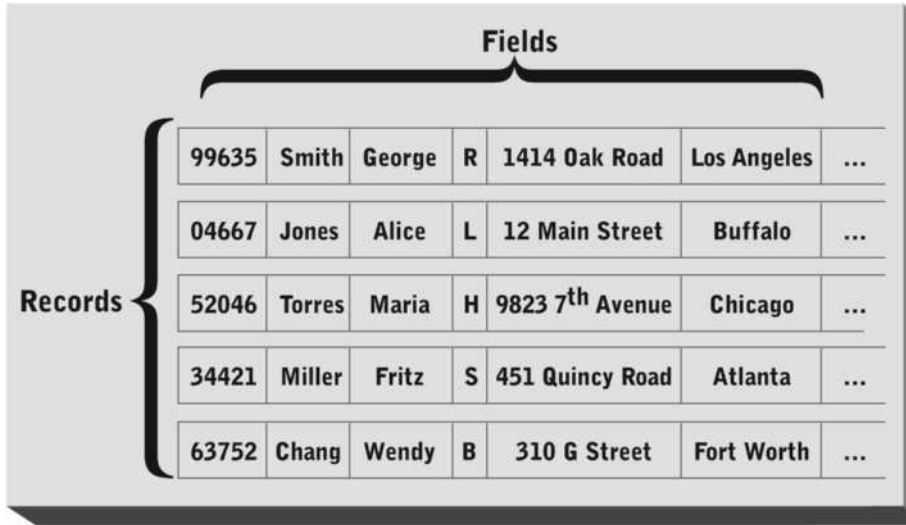 Fields
99635 Smith George R 1414 Oak Road Los Angeles ...
04667 Jones Alice L 12 Main Street Buffalo ...
Records 52046 Torres Maria H 9823 7th Avenue Chicago ...
34421 Miller Fritz S 451 Quincy Road Atlanta ...
63752 Chang Wendy B 310 G Street Fort Worth ...